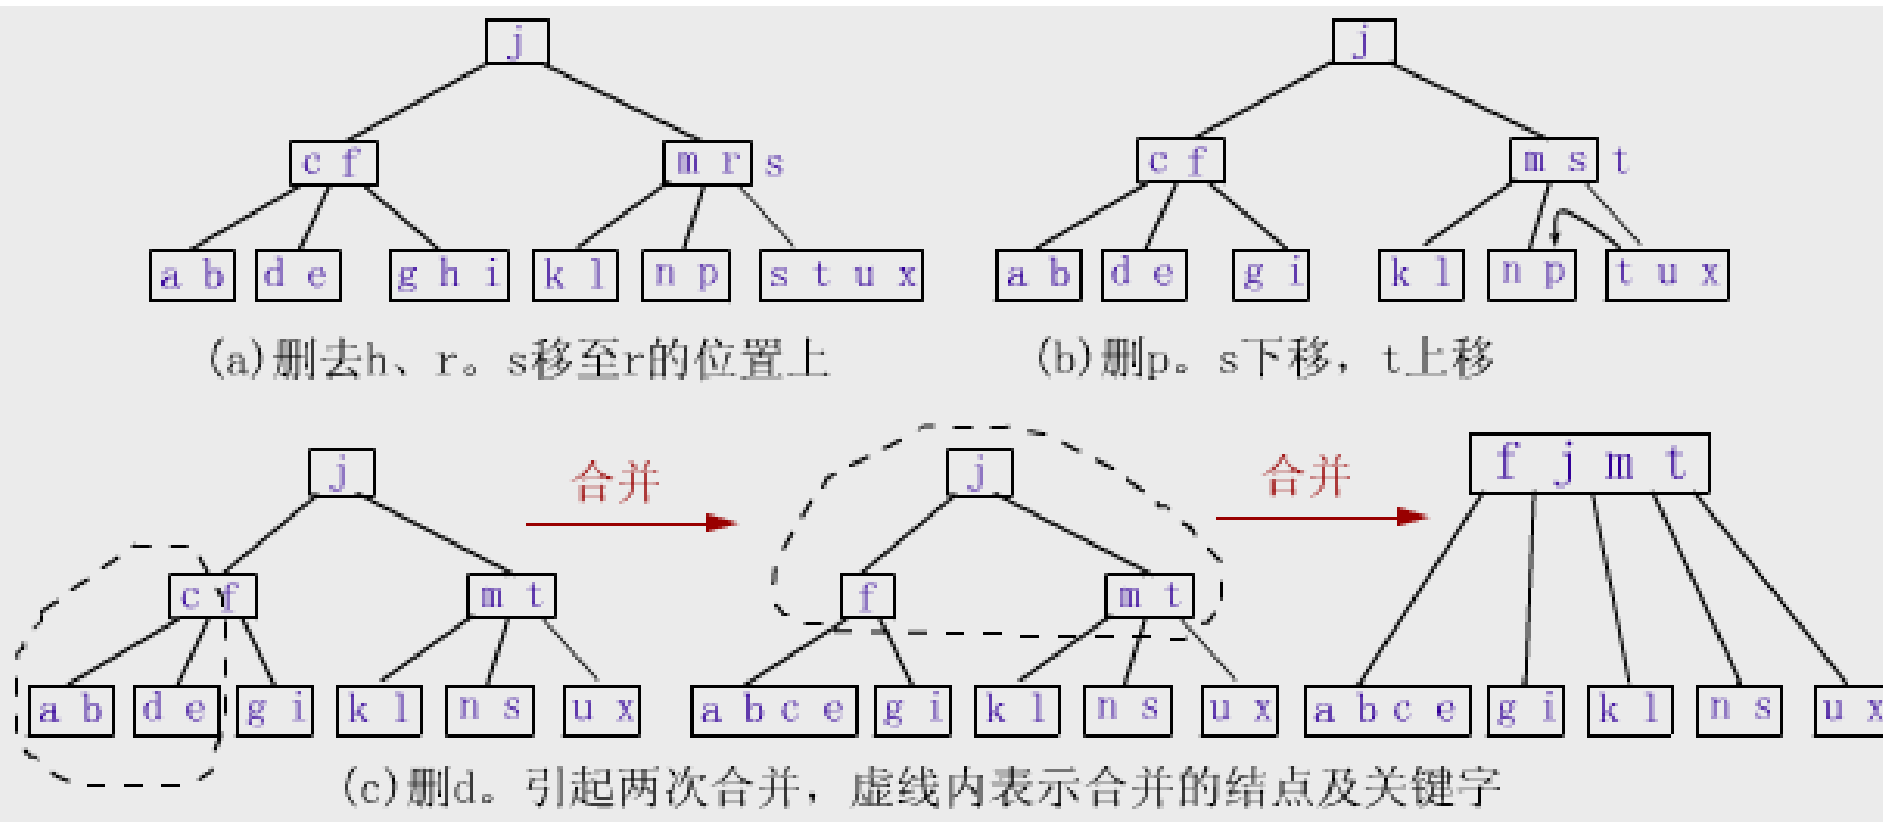 j j
c f m r s c f m s t
a b d e g h i k l n p s t u x a b d e g i k l n p t u x
(a)删去h、r。s移至r的位置上 (b)删p。s下移，t上移
j 合并 j 合并 f j m t
c f m t f m t
a b d e g i k l n s u x a b c e g i k l n s u x a b c e g i k l n s u x
(c)删d。引起两次合并，虚线内表示合并的结点及关键字